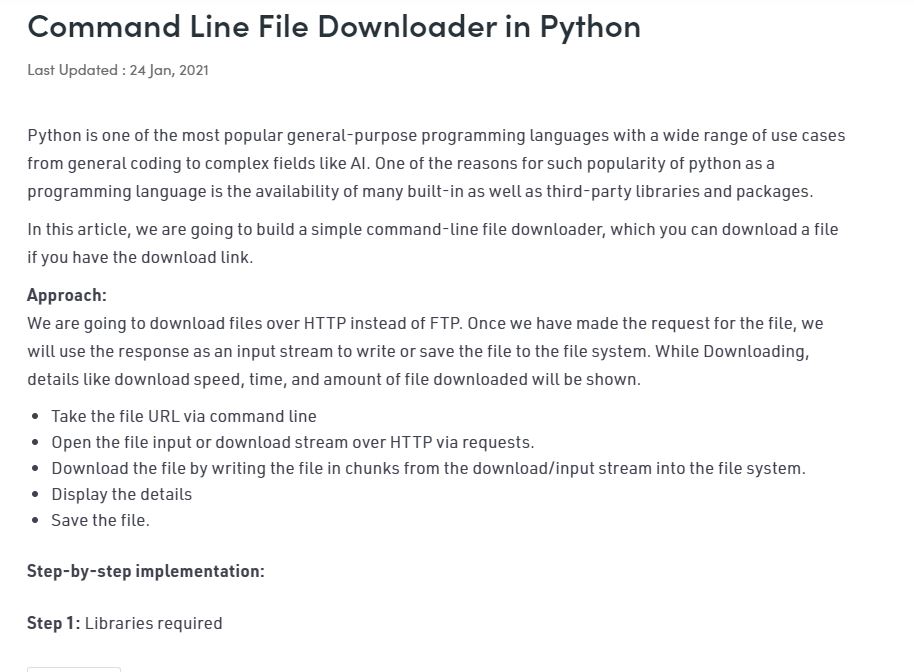 Command Line File Downloader in Python
Last Updated : 24 Jan, 2021
Python is one of the most popular general-purpose programming languages with a wide range of use cases
from general coding to complex fields like AI. One of the reasons for such popularity of python as a
programming language is the availability of many built-in as well as third-party libraries and packages.
In this article, we are going to build a simple command-line file downloader, which you can download a file
if you have the download link.
Approach:
We are going to download files over HTTP instead of FTP. Once we have made the request for the file, we
will use the response as an input stream to write or save the file to the file system. While Downloading,
details like download speed, time, and amount of file downloaded will be shown.
• Take the file URL via command line
• Open the file input or download stream over HTTP via requests.
• Download the file by writing the file in chunks from the download/input stream into the file system.
• Display the details
• Save the file.
Step-by-step implementation:
Step 1: Libraries required